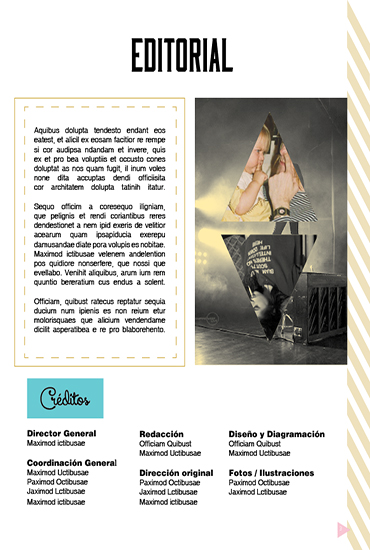 EDITORIAL
Aquibus dolupta tendesto endant eos
eatest, et alicil ex eosam facitior re rempe
si cor audipsa ndandam et invere, quis
ex et pro bea voluptiis et occusto cones
doluptat as nos quam fugit, il inum voles
none dita accuptas dendi officiisita
cor architatem dolupta tatinih itatur.
Sequo officim a coresequo iligniam,
que pelignis et rendi coriantibus reres
dendestionet a nem ipid exeris de velitior
acearum quam ipsapiducia exerepu
damusandae diate pora volupis es nobitae.
Maximod ictibusae velenem andelention
pos quidiore nonserfere, que nossi que
evellabo. Venihit aliquibus, arum ium rem
quuntio bereratium cus endus a solent.
Officiam, quibust ratecus reptatur sequia
ducium num ipienis es non reium etur
molorisquaes que alicium vendendame
dicilit asperatibea e re pro blaborehento.
Créditos
Director General
Maximod ictibusae
Coordinación General
Maximod Uctibusae
Paximod Octibusae
Jaximod Lctibusae
Maximod ictibusae
Redacción
Officiam Quibust
Maximod Uctibusae
Dirección original
Paximod Octibusae
Jaximod Lctibusae
Maximod ictibusae
Diseño y Diagramación
Officiam Quibust
Maximod Uctibusae
Fotos / Ilustraciones
Paximod Octibusae
Jaximod Lctibusae